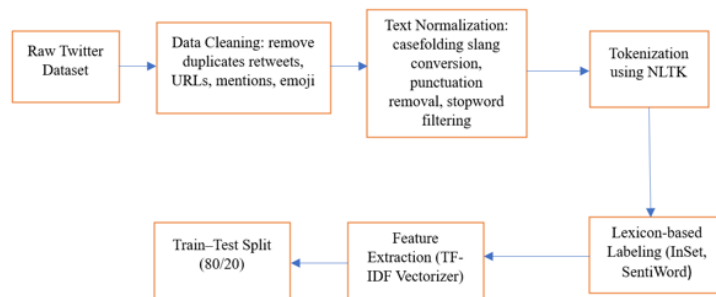 Raw Twitter
Dataset
Data Cleaning: remove
duplicates retweets,
URLs, mentions, emoji
Text Normalization:
casefolding slang
conversion,
punctuation
removal, stopword
filtering
Tokenization
using NLTK
Lexicon-based
Labeling (InSet,
SentiWord)
Feature
Extraction (TF-
IDF Vectorizer)
Train–Test Split
(80/20)